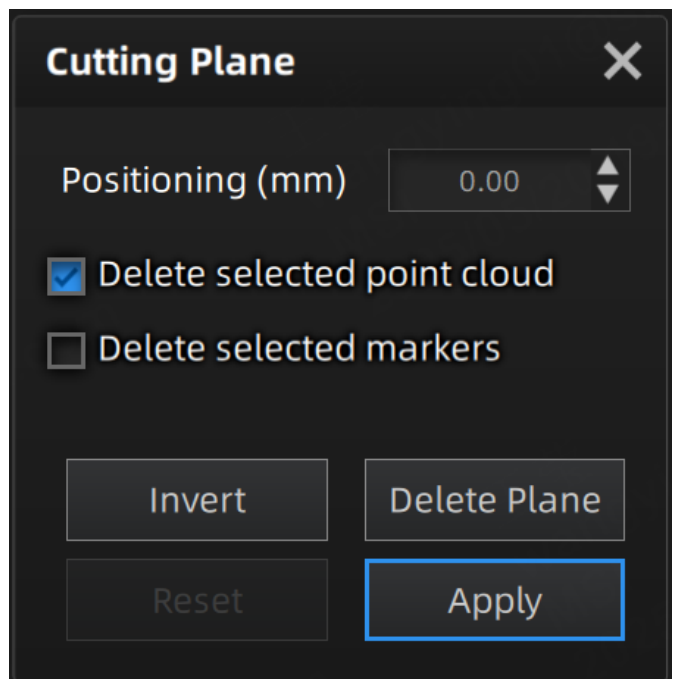 Cutting Plane
Positioning (mm) 0.00
Delete selected point cloud
Delete selected markers
Invert Delete Plane
Reset Apply